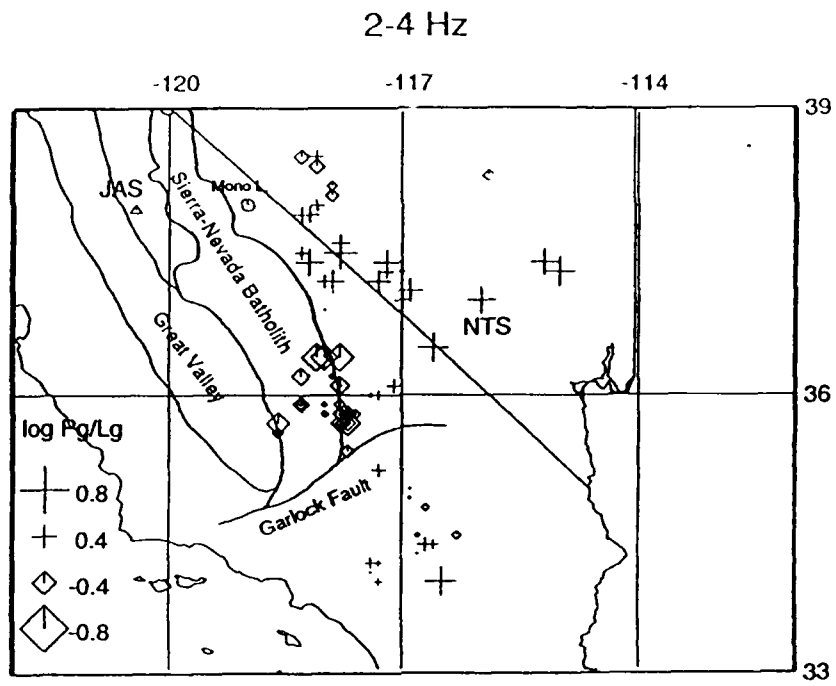 2-4 Hz
-120
-117
-114
39
JAS
Mono L.
Sierra-Nevada Batholith
NTS
Great Valley
36
log Pg/Lg
0.8
0.4
-0.4
-0.8
Garlock Fault
33